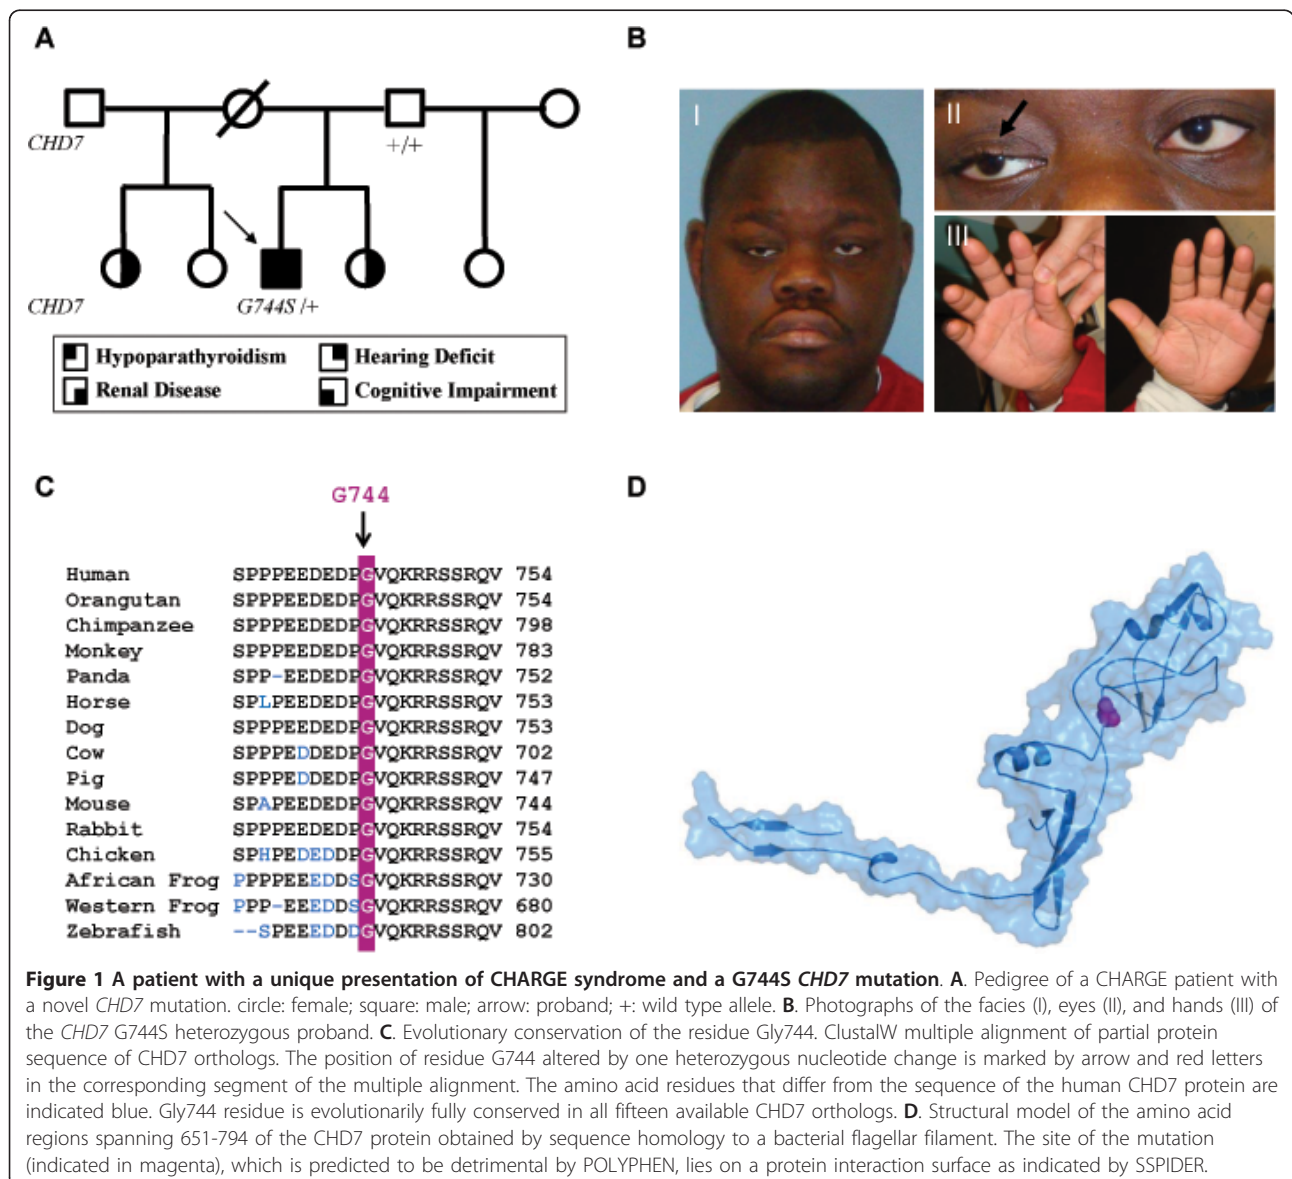 A
CHD7
+/+
CHD7
G744S /+
Hypoparathyroidism
Hearing Deficit
Renal Disease
Cognitive Impairment
B
I
II
III
C
G744
Human SPPPEEDEDPGVQKRRSSRQV 754
Orangutan SPPPEEDEDPGVQKRRSSRQV 754
Chimpanzee SPPPEEDEDPGVQKRRSSRQV 798
Monkey SPPPEEDEDPGVQKRRSSRQV 783
Panda SPP-EEDEDPGVQKRRSSRQV 752
Horse SPLPEEDEDPGVQKRRSSRQV 753
Dog SPPPEEDEDPGVQKRRSSRQV 753
Cow SPPPEDDEDPGVQKRRSSRQV 702
Pig SPPPEDDEDPGVQKRRSSRQV 747
Mouse SPAPEEDEDPGVQKRRSSRQV 744
Rabbit SPPPEEDEDPGVQKRRSSRQV 754
Chicken SPHPEDEDDPGVQKRRSSRQV 755
African Frog PPPPEEEDDSGVQKRRSSRQV 730
Western Frog PPP-EEEDDSGVQKRRSSRQV 680
Zebrafish --SPEEEDDDGVQKRRSSRQV 802
D
Figure 1 A patient with a unique presentation of CHARGE syndrome and a G744S CHD7 mutation. A. Pedigree of a CHARGE patient with
a novel CHD7 mutation. circle: female; square: male; arrow: proband; +: wild type allele. B. Photographs of the facies (I), eyes (II), and hands (III) of
the CHD7 G744S heterozygous proband. C. Evolutionary conservation of the residue Gly744. ClustalW multiple alignment of partial protein
sequence of CHD7 orthologs. The position of residue G744 altered by one heterozygous nucleotide change is marked by arrow and red letters
in the corresponding segment of the multiple alignment. The amino acid residues that differ from the sequence of the human CHD7 protein are
indicated blue. Gly744 residue is evolutionarily fully conserved in all fifteen available CHD7 orthologs. D. Structural model of the amino acid
regions spanning 651-794 of the CHD7 protein obtained by sequence homology to a bacterial flagellar filament. The site of the mutation
(indicated in magenta), which is predicted to be detrimental by POLYPHEN, lies on a protein interaction surface as indicated by SSPIDER.